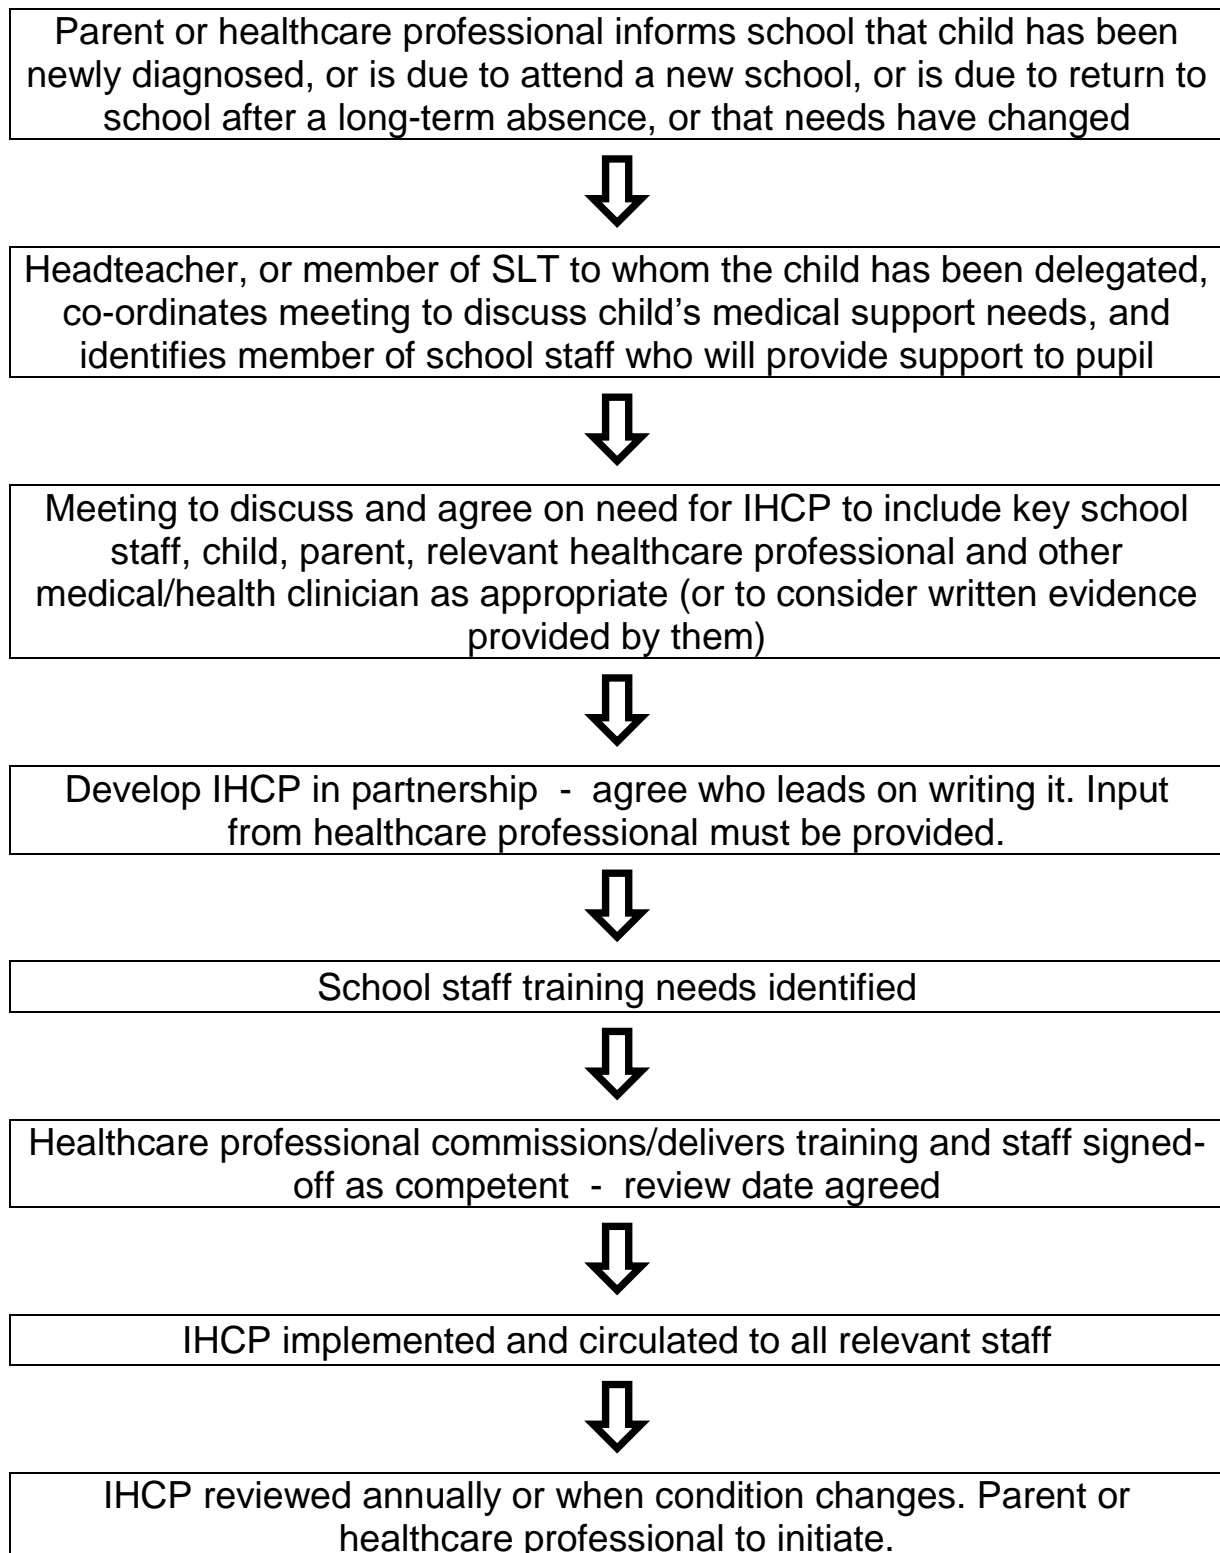 Parent or healthcare professional informs school that child has been
newly diagnosed, or is due to attend a new school, or is due to return to
school after a long-term absence, or that needs have changed
Headteacher, or member of SLT to whom the child has been delegated,
co-ordinates meeting to discuss child’s medical support needs, and
identifies member of school staff who will provide support to pupil
Meeting to discuss and agree on need for IHCP to include key school
staff, child, parent, relevant healthcare professional and other
medical/health clinician as appropriate (or to consider written evidence
provided by them)
Develop IHCP in partnership  -  agree who leads on writing it. Input
from healthcare professional must be provided.
School staff training needs identified
Healthcare professional commissions/delivers training and staff signed-
off as competent  -  review date agreed
IHCP implemented and circulated to all relevant staff
IHCP reviewed annually or when condition changes. Parent or
healthcare professional to initiate.